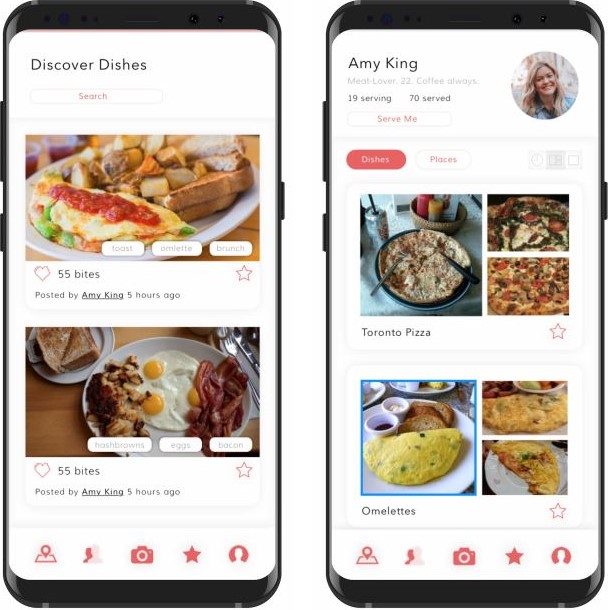 Discover Dishes
Search
toast
omlette
brunch
55 bites
Posted by Amy King 5 hours ago
hashbrowns
eggs
bacon
55 bites
Posted by Amy King 5 hours ago
Amy King
Meat-Lover. 22. Coffee always.
19 serving 70 served
Serve Me
Dishes Places
Toronto Pizza
Omelettes